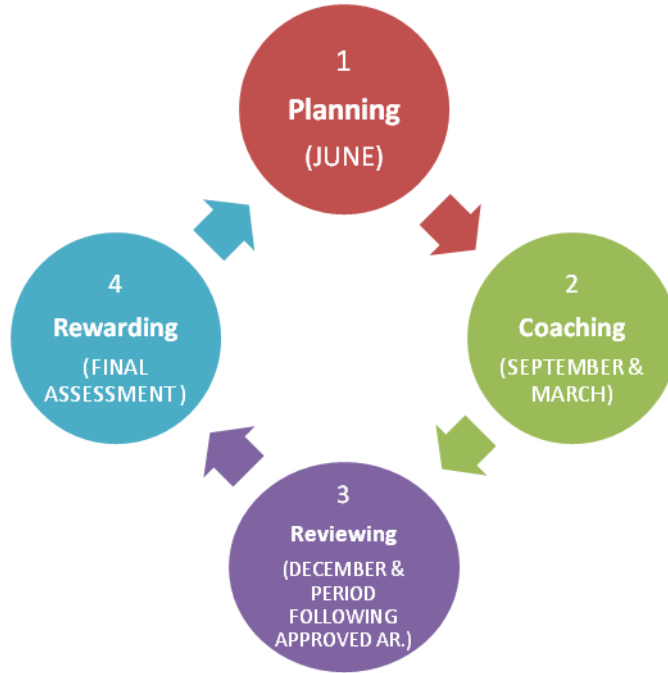 1
Planning
(JUNE)
2
Coaching
(SEPTEMBER &
MARCH)
3
Reviewing
(DECEMBER &
PERIOD
FOLLOWING
APPROVED AR.)
4
Rewarding
(FINAL
ASSESSMENT )